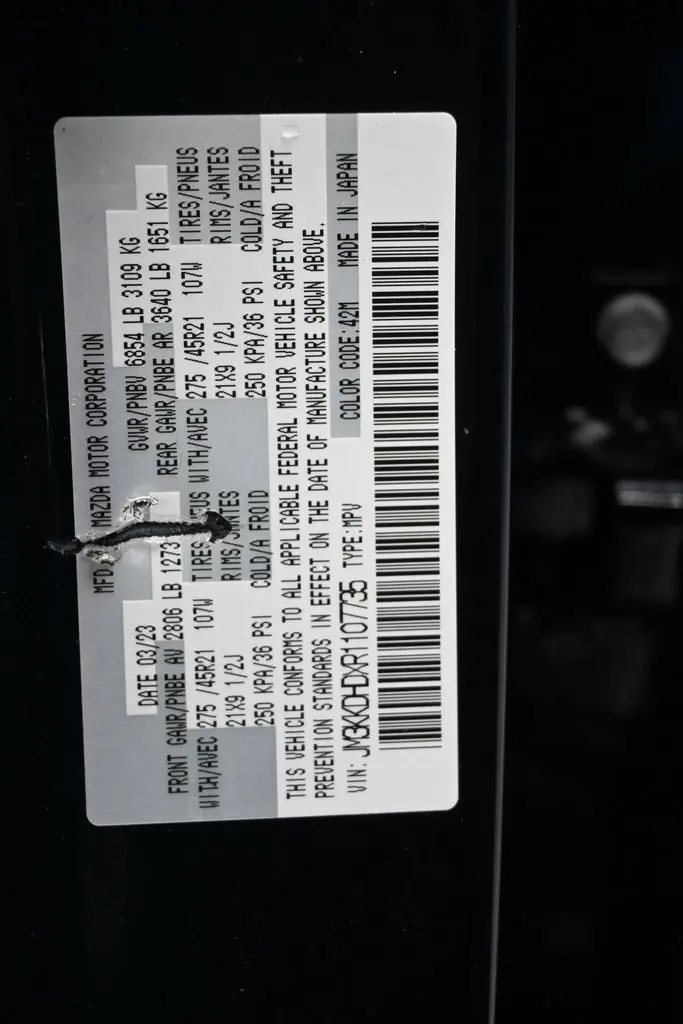 MFD. MAZDA MOTOR CORPORATION
DATE 03/23 GVWR/PNBV 6854 LB 3109 KG
FRONT GAWR/PNBE AV 2806 LB 1273 REAR GAWR/PNBE AR 3640 LB 1651 KG
WITH/AVEC 275 /45R21 107W TIRES/PNEUS WITH/AVEC 275 /45R21 107W TIRES/PNEUS
21X9 1/2J RIMS/JANTES 21X9 1/2J RIMS/JANTES
250 KPA/36 PSI COLD/A FROID 250 KPA/36 PSI COLD/A FROID
THIS VEHICLE CONFORMS TO ALL APPLICABLE FEDERAL MOTOR VEHICLE SAFETY AND THEFT
PREVENTION STANDARDS IN EFFECT ON THE DATE OF MANUFACTURE SHOWN ABOVE.
VIN: JM3KKDHDXR1107735 TYPE:MPV COLOR CODE:42M MADE IN JAPAN